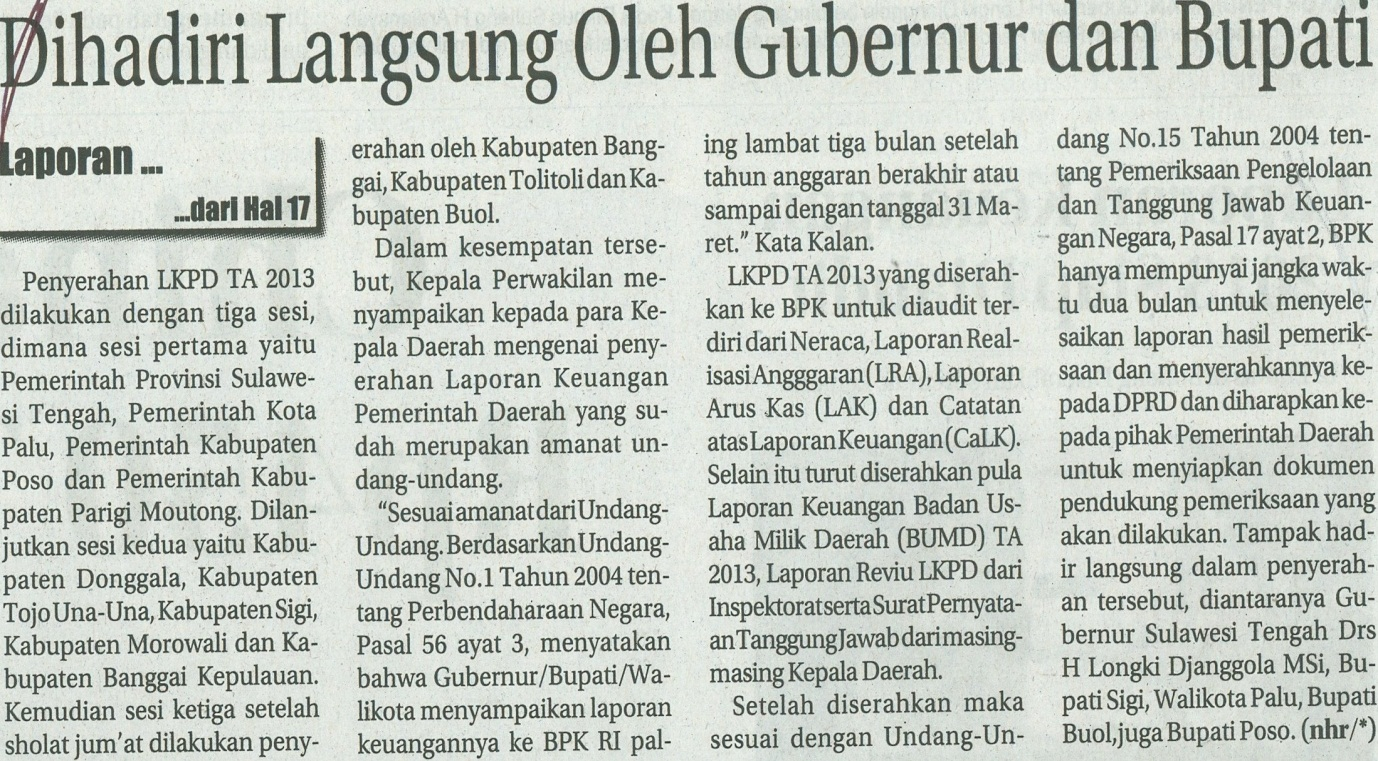 Dihadiri Langsung Oleh Gubernur dan Bupati
Laporan ...
...dari Hal 17
Penyerahan LKPD TA 2013
dilakukan dengan tiga sesi,
dimana sesi pertama yaitu
Pemerintah Provinsi Sulawe-
si Tengah, Pemerintah Kota
Palu, Pemerintah Kabupaten
Poso dan Pemerintah Kabu-
paten Parigi Moutong. Dilan-
jutkan sesi kedua yaitu Kabu-
paten Donggala, Kabupaten
Tojo Una-Una, Kabupaten Sigi,
Kabupaten Morowali dan Ka-
bupaten Banggai Kepulauan.
Kemudian sesi ketiga setelah
sholat jum'at dilakukan peny-
erahan oleh Kabupaten Bang-
gai, Kabupaten Tolitoli dan Ka-
bupaten Buol.
Dalam kesempatan terse-
but, Kepala Perwakilan me-
nyampaikan kepada para Ke-
pala Daerah mengenai peny-
erahan Laporan Keuangan
Pemerintah Daerah yang su-
dah merupakan amanat un-
dang-undang.
"Sesuai amanat dari Undang-
Undang. Berdasarkan Undang-
Undang No.1 Tahun 2004 ten-
tang Perbendaharaan Negara,
Pasal 56 ayat 3, menyatakan
bahwa Gubernur/Bupati/Wa-
likota menyampaikan laporan
keuangannya ke BPK RI pal-
ing lambat tiga bulan setelah
tahun anggaran berakhir atau
sampai dengan tanggal 31 Ma-
ret." Kata Kalan.
LKPD TA 2013 yang diserah-
kan ke BPK untuk diaudit ter-
diri dari Neraca, Laporan Real-
isasi Angggaran (LRA), Laporan
Arus Kas (LAK) dan Catatan
atas Laporan Keuangan (CaLK).
Selain itu turut diserahkan pula
Laporan Keuangan Badan Us-
aha Milik Daerah (BUMD) TA
2013, Laporan Reviu LKPD dari
Inspektorat serta Surat Pernyata-
an Tanggung Jawab dari masing-
masing Kepala Daerah.
Setelah diserahkan maka
sesuai dengan Undang-Un-
dang No.15 Tahun 2004 ten-
tang Pemeriksaan Pengelolaan
dan Tanggung Jawab Keuan-
gan Negara, Pasal 17 ayat 2, BPK
hanya mempunyai jangka wak-
tu dua bulan untuk menyele-
saikan laporan hasil pemerik-
saan dan menyerahkannya ke-
pada DPRD dan diharapkan ke-
pada pihak Pemerintah Daerah
untuk menyiapkan dokumen
pendukung pemeriksaan yang
akan dilakukan. Tampak had-
ir langsung dalam penyerah-
an tersebut, diantaranya Gu-
bernur Sulawesi Tengah Drs
H Longki Djanggola MSi, Bu-
pati Sigi, Walikota Palu, Bupati
Buol,juga Bupati Poso. (nhr/*)